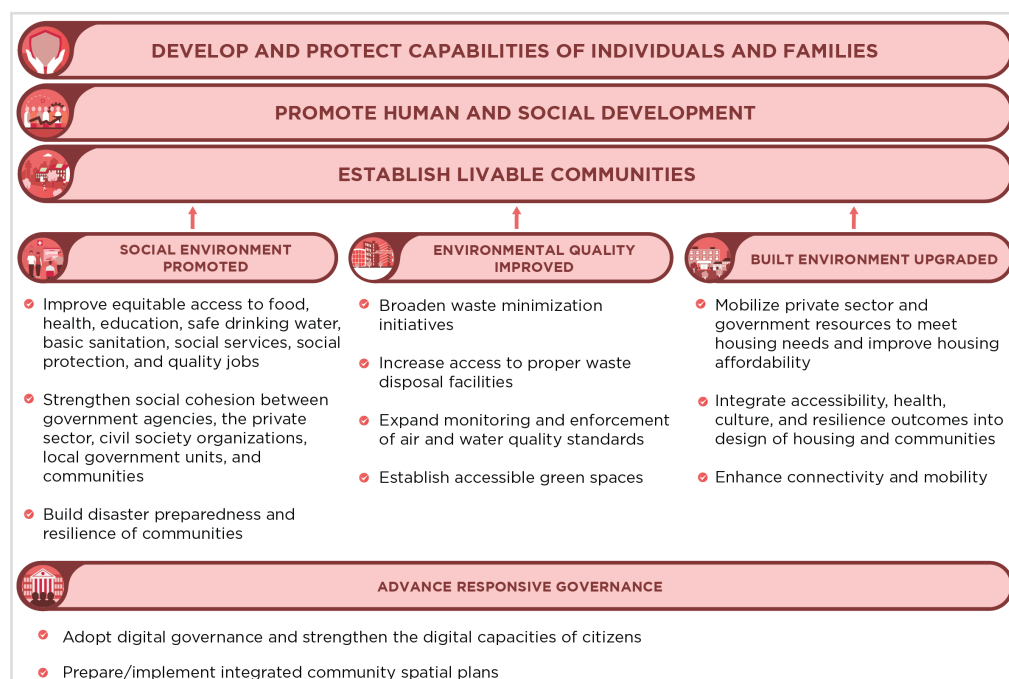 DEVELOP AND PROTECT CAPABILITIES OF INDIVIDUALS AND FAMILIES
PROMOTE HUMAN AND SOCIAL DEVELOPMENT
ESTABLISH LIVABLE COMMUNITIES
SOCIAL ENVIRONMENT
PROMOTED
Improve equitable access to food,
health, education, safe drinking water,
basic sanitation, social services, social
protection, and quality jobs
Strengthen social cohesion between
government agencies, the private
sector, civil society organizations,
local government units, and
communities
Build disaster preparedness and
resilience of communities
ENVIRONMENTAL QUALITY
IMPROVED
Broaden waste minimization
initiatives
Increase access to proper waste
disposal facilities
Expand monitoring and enforcement
of air and water quality standards
Establish accessible green spaces
BUILT ENVIRONMENT UPGRADED
Mobilize private sector and
government resources to meet
housing needs and improve housing
affordability
Integrate accessibility, health,
culture, and resilience outcomes into
design of housing and communities
Enhance connectivity and mobility
ADVANCE RESPONSIVE GOVERNANCE
Adopt digital governance and strengthen the digital capacities of citizens
Prepare/implement integrated community spatial plans